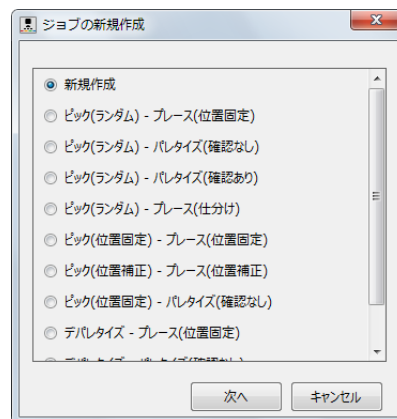 ジョブの新規作成
新規作成
ピック(ランダム) - プレース(位置固定)
ピック(ランダム) - パレタイズ(確認なし)
ピック(ランダム) - パレタイズ(確認あり)
ピック(ランダム) - プレース(仕分け)
ピック(位置固定) - プレース(位置固定)
ピック(位置補正) - プレース(位置補正)
ピック(位置固定) - パレタイズ(確認なし)
デパレタイズ - プレース(位置固定)
次へ
キャンセル